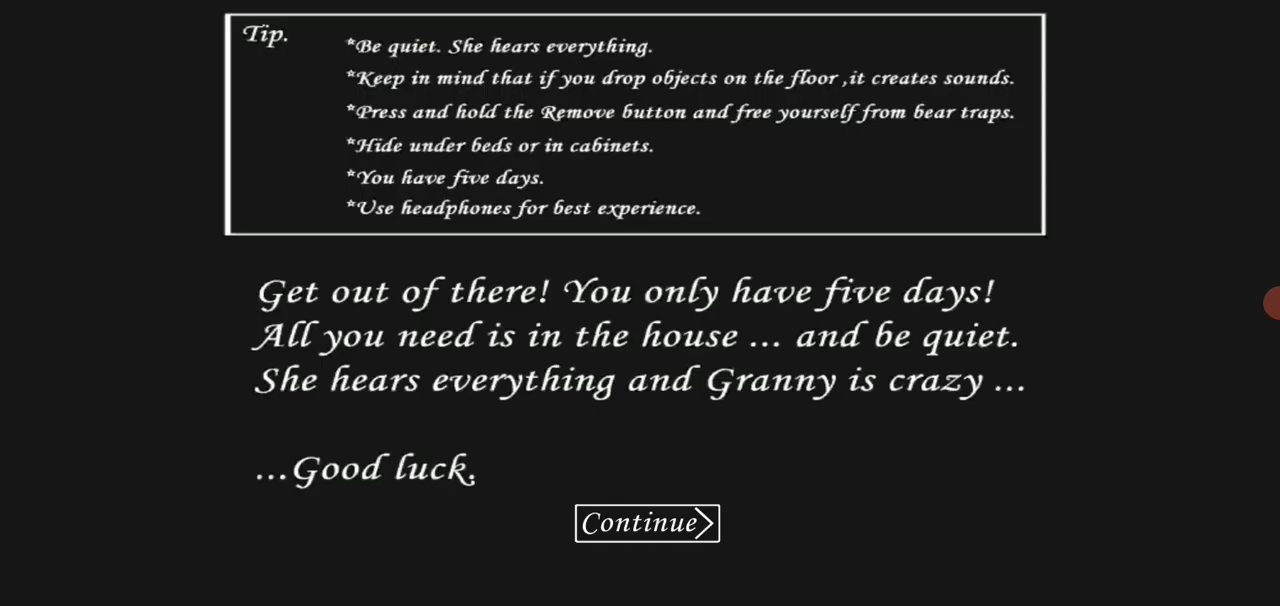 Tip.
*Be quiet. She hears everything.
*Keep in mind that if you drop objects on the floor ,it creates sounds.
*Press and hold the Remove button and free yourself from bear traps.
*Hide under beds or in cabinets.
*You have five days.
*Use headphones for best experience.
Get out of there! You only have five days!
All you need is in the house ... and be quiet.
She hears everything and Granny is crazy ...
...Good luck.
Continue